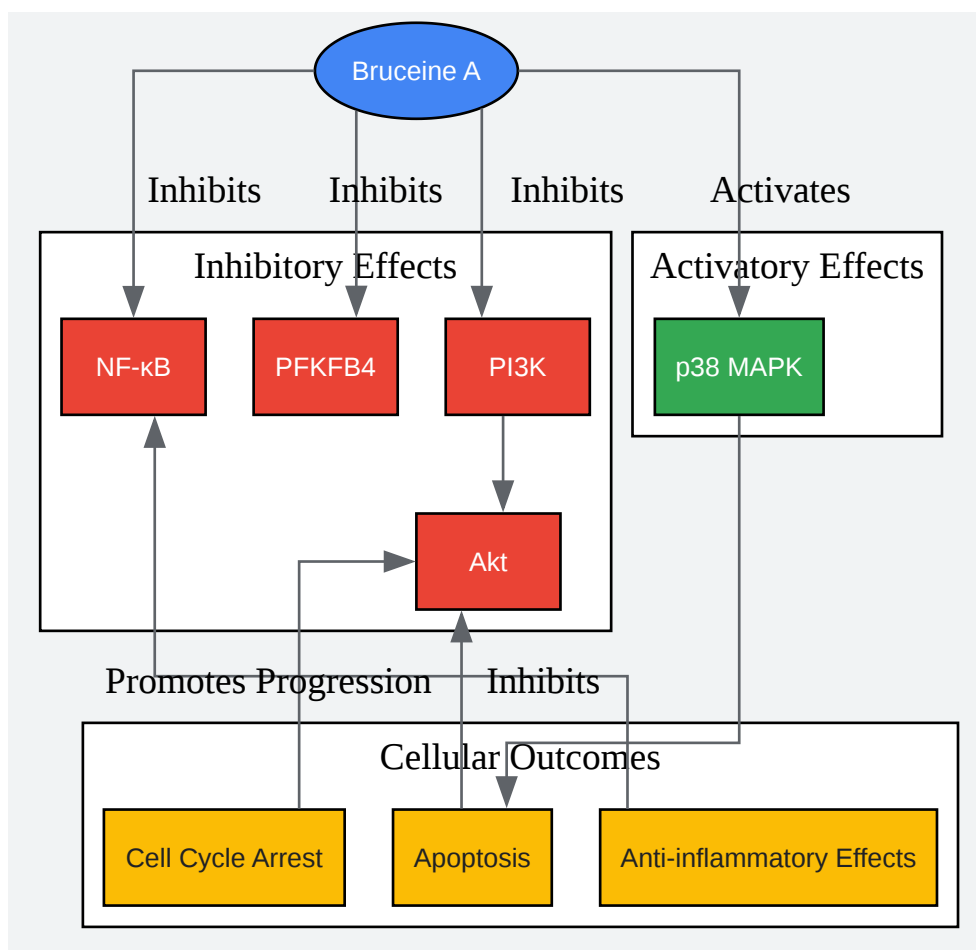 Bruceine A
Inhibits
Inhibits
Inhibits
Activates
Inhibitory Effects
Activatory Effects
NF-κB
PFKFB4
PI3K
p38 MAPK
Akt
Promotes Progression
Inhibits
Cellular Outcomes
Cell Cycle Arrest
Apoptosis
Anti-inflammatory Effects